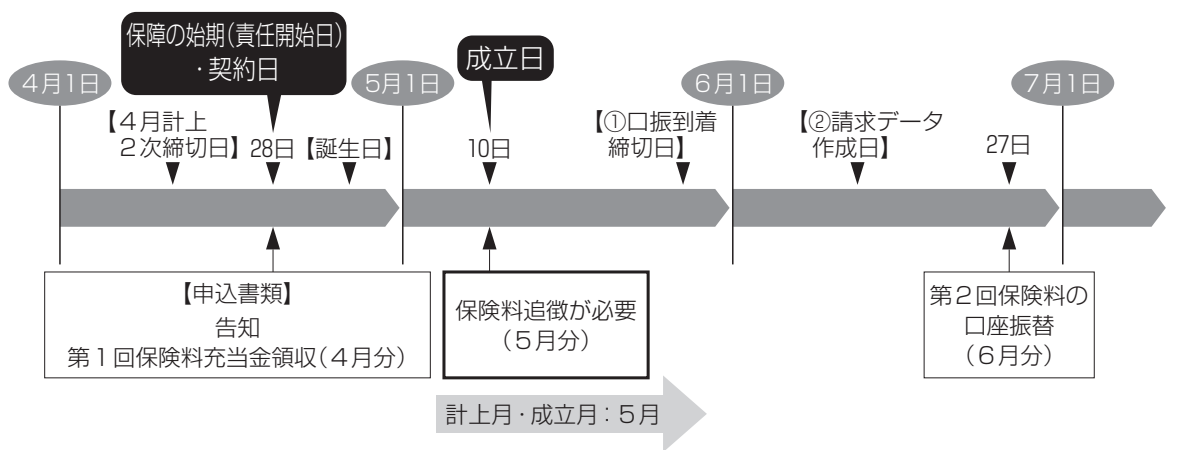 保障の始期(責任開始日)
・契約日
成立日
4月1日
5月1日
6月1日
7月1日
【4月計上
2次締切日】
28日
【誕生日】
10日
【①口振到着
締切日】
【②請求データ
作成日】
27日
【申込書類】
告知
第1回保険料充当金領収(4月分)
保険料追徴が必要
(5月分)
第2回保険料の
口座振替
(6月分)
計上月・成立月：5月